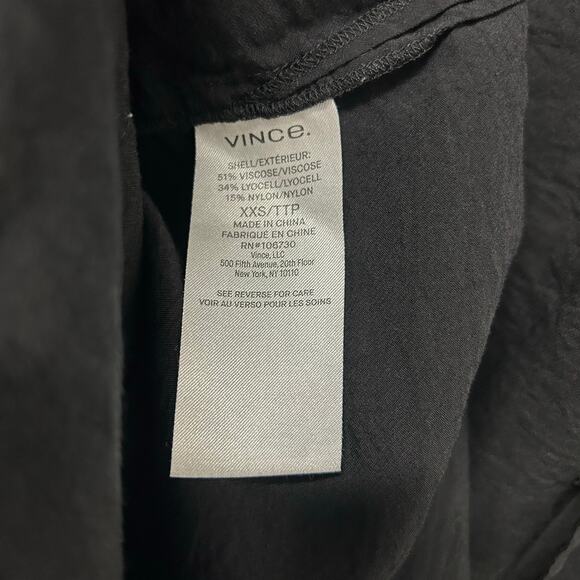 VINCE.
SHELL/EXTÉRIEUR:
51% VISCOSE/VISCOSE
34% LYOCELL/LYOCELL
15% NYLON/NYLON
XXS/TTP
MADE IN CHINA
FABRIQUÉ EN CHINE
RN#106730
Vince, LLC
500 Fifth Avenue, 20th Floor
New York, NY 10110
SEE REVERSE FOR CARE
VOIR AU VERSO POUR LES SOINS